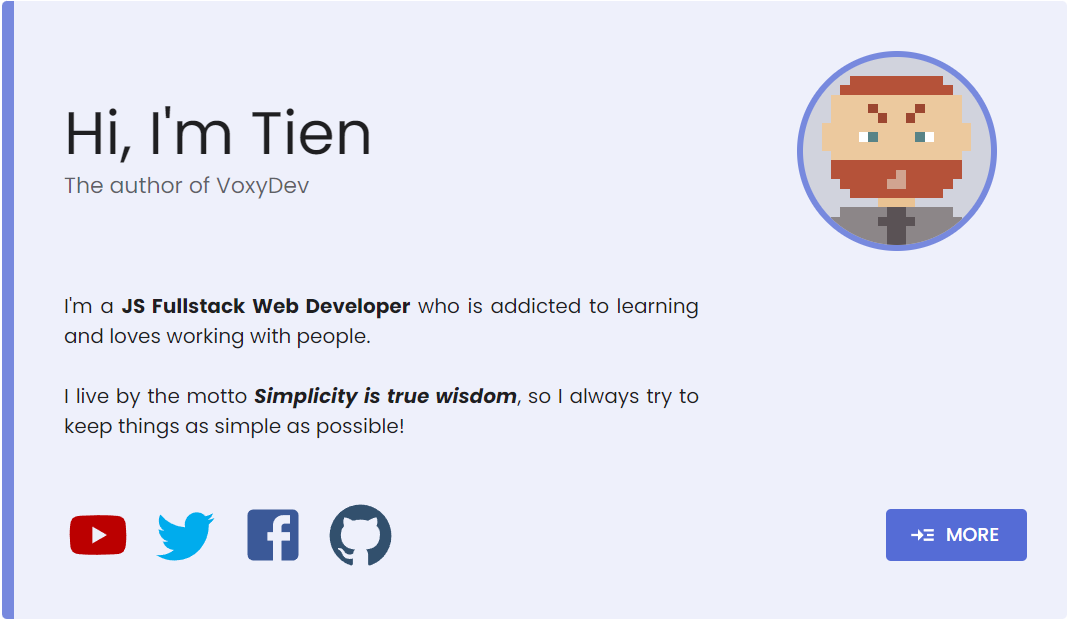 Hi, I'm Tien
The author of VoxyDev
I'm a JS Fullstack Web Developer who is addicted to learning
and loves working with people.
I live by the motto Simplicity is true wisdom, so I always try to
keep things as simple as possible!
MORE